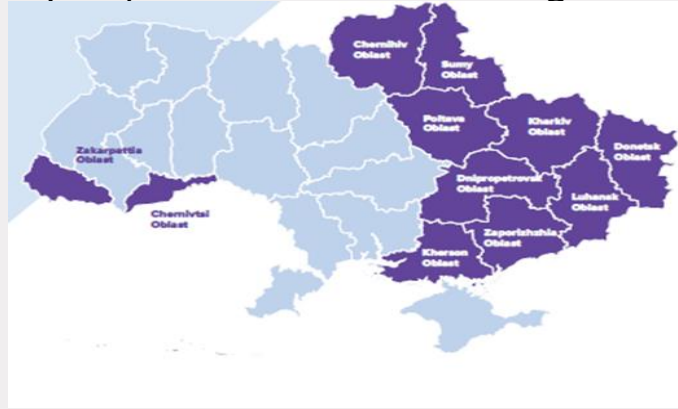 Chernihiv
Oblast
Sumy
Oblast
Poltava
Oblast
Kharkiv
Oblast
Donetsk
Oblast
Zakarpattia
Oblast
Dnipropetrovsk
Oblast
Luhansk
Oblast
Chernivtsi
Oblast
Zaporizhzhia
Oblast
Kherson
Oblast